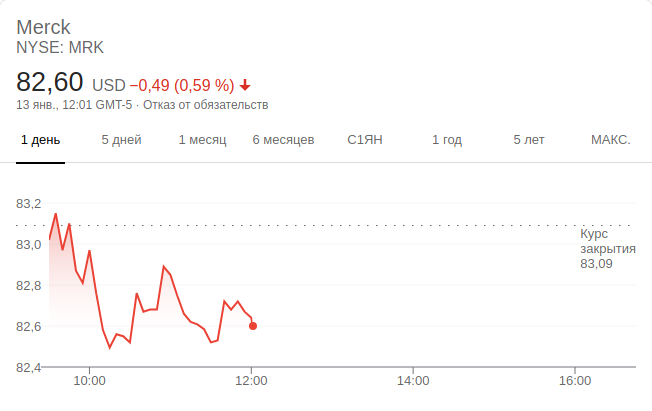 Merck
NYSE: MRK
82,60 USD −0,49 (0,59 %)
13 янв., 12:01 GMT-5 · Отказ от обязательств
1 день 5 дней 1 месяц 6 месяцев С1ЯН 1 год 5 лет МАКС.
83,2
83,0
82,8
82,6
82,4
Курс
закрытия
83,09
10:00 12:00 14:00 16:00